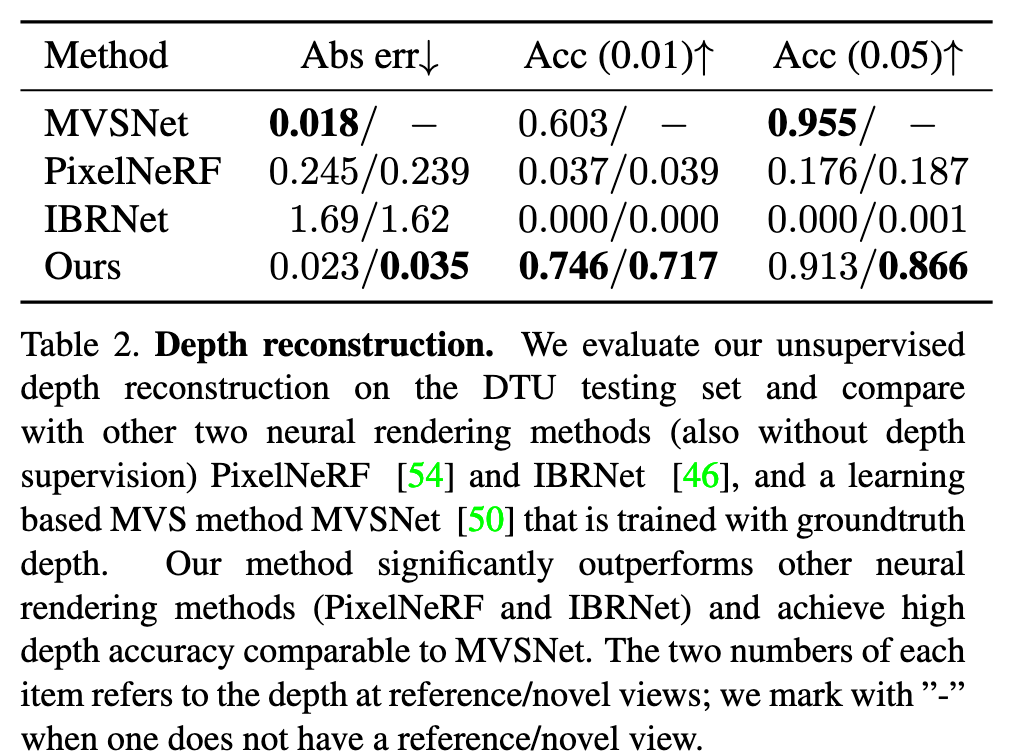 Method Abs err↓ Acc (0.01)↑ Acc (0.05)↑
MVSNet 0.018/ − 0.603/ − 0.955/ −
PixelNeRF 0.245/0.239 0.037/0.039 0.176/0.187
IBRNet 1.69/1.62 0.000/0.000 0.000/0.001
Ours 0.023/0.035 0.746/0.717 0.913/0.866
Table 2. Depth reconstruction. We evaluate our unsupervised
depth reconstruction on the DTU testing set and compare
with other two neural rendering methods (also without depth
supervision) PixelNeRF [54] and IBRNet [46], and a learning
based MVS method MVSNet [50] that is trained with groundtruth
depth. Our method significantly outperforms other neural
rendering methods (PixelNeRF and IBRNet) and achieve high
depth accuracy comparable to MVSNet. The two numbers of each
item refers to the depth at reference/novel views; we mark with ”-”
when one does not have a reference/novel view.